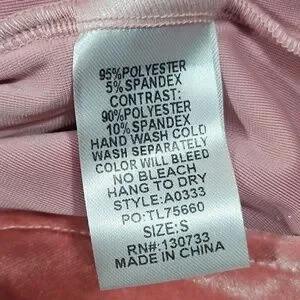 95%POLYESTER
5% SPANDEX
CONTRAST:
90%POLYESTER
10% SPANDEX
HAND WASH COLD
WASH SEPARATELY
COLOR WILL BLEED
NO BLEACH
HANG TO DRY
STYLE:A0333
PO:TL75660
SIZE:S
RN#:130733
MADE IN CHINA